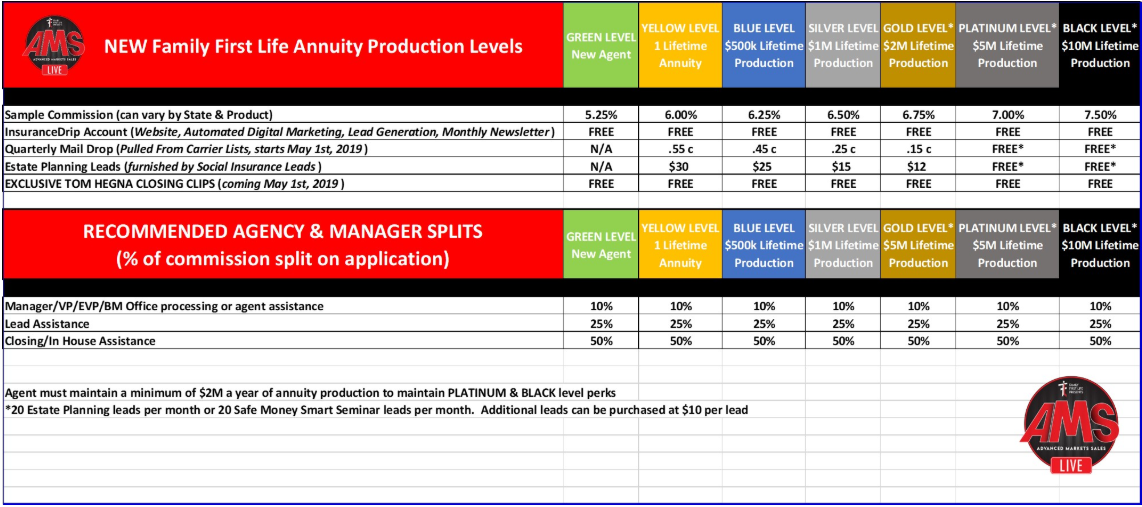 AMS
ADVANCED MARKETS SALES
LIVE
NEW Family First Life Annuity Production Levels
GREEN LEVEL New Agent
YELLOW LEVEL 1 Lifetime Annuity
BLUE LEVEL $500k Lifetime Production
SILVER LEVEL $1M Lifetime Production
GOLD LEVEL* $2M Lifetime Production
PLATINUM LEVEL* $5M Lifetime Production
BLACK LEVEL* $10M Lifetime Production
Sample Commission (can vary by State & Product) 5.25% 6.00% 6.25% 6.50% 6.75% 7.00% 7.50%
InsuranceDrip Account (Website, Automated Digital Marketing, Lead Generation, Monthly Newsletter) FREE FREE FREE FREE FREE FREE FREE
Quarterly Mail Drop (Pulled From Carrier Lists, starts May 1st, 2019) N/A .55 c .45 c .25 c .15 c FREE* FREE*
Estate Planning Leads (furnished by Social Insurance Leads) N/A $30 $25 $15 $12 FREE* FREE*
EXCLUSIVE TOM HEGNA CLOSING CLIPS (coming May 1st, 2019) FREE FREE FREE FREE FREE FREE FREE
RECOMMENDED AGENCY & MANAGER SPLITS
(% of commission split on application)
GREEN LEVEL New Agent
YELLOW LEVEL 1 Lifetime Annuity
BLUE LEVEL $500k Lifetime Production
SILVER LEVEL $1M Lifetime Production
GOLD LEVEL* $5M Lifetime Production
PLATINUM LEVEL* $5M Lifetime Production
BLACK LEVEL* $10M Lifetime Production
Manager/VP/EVP/BM Office processing or agent assistance 10% 10% 10% 10% 10% 10% 10%
Lead Assistance 25% 25% 25% 25% 25% 25% 25%
Closing/In House Assistance 50% 50% 50% 50% 50% 50% 50%
Agent must maintain a minimum of $2M a year of annuity production to maintain PLATINUM & BLACK level perks
*20 Estate Planning leads per month or 20 Safe Money Smart Seminar leads per month. Additional leads can be purchased at $10 per lead
AMS
ADVANCED MARKETS SALES
LIVE